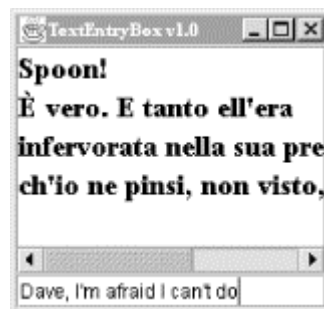 TextEntryBox v1.0
Spoon!
È vero. E tanto ell'era
infervorata nella sua pre
ch'io ne pinsi, non visto,
Dave, I'm afraid I can't do